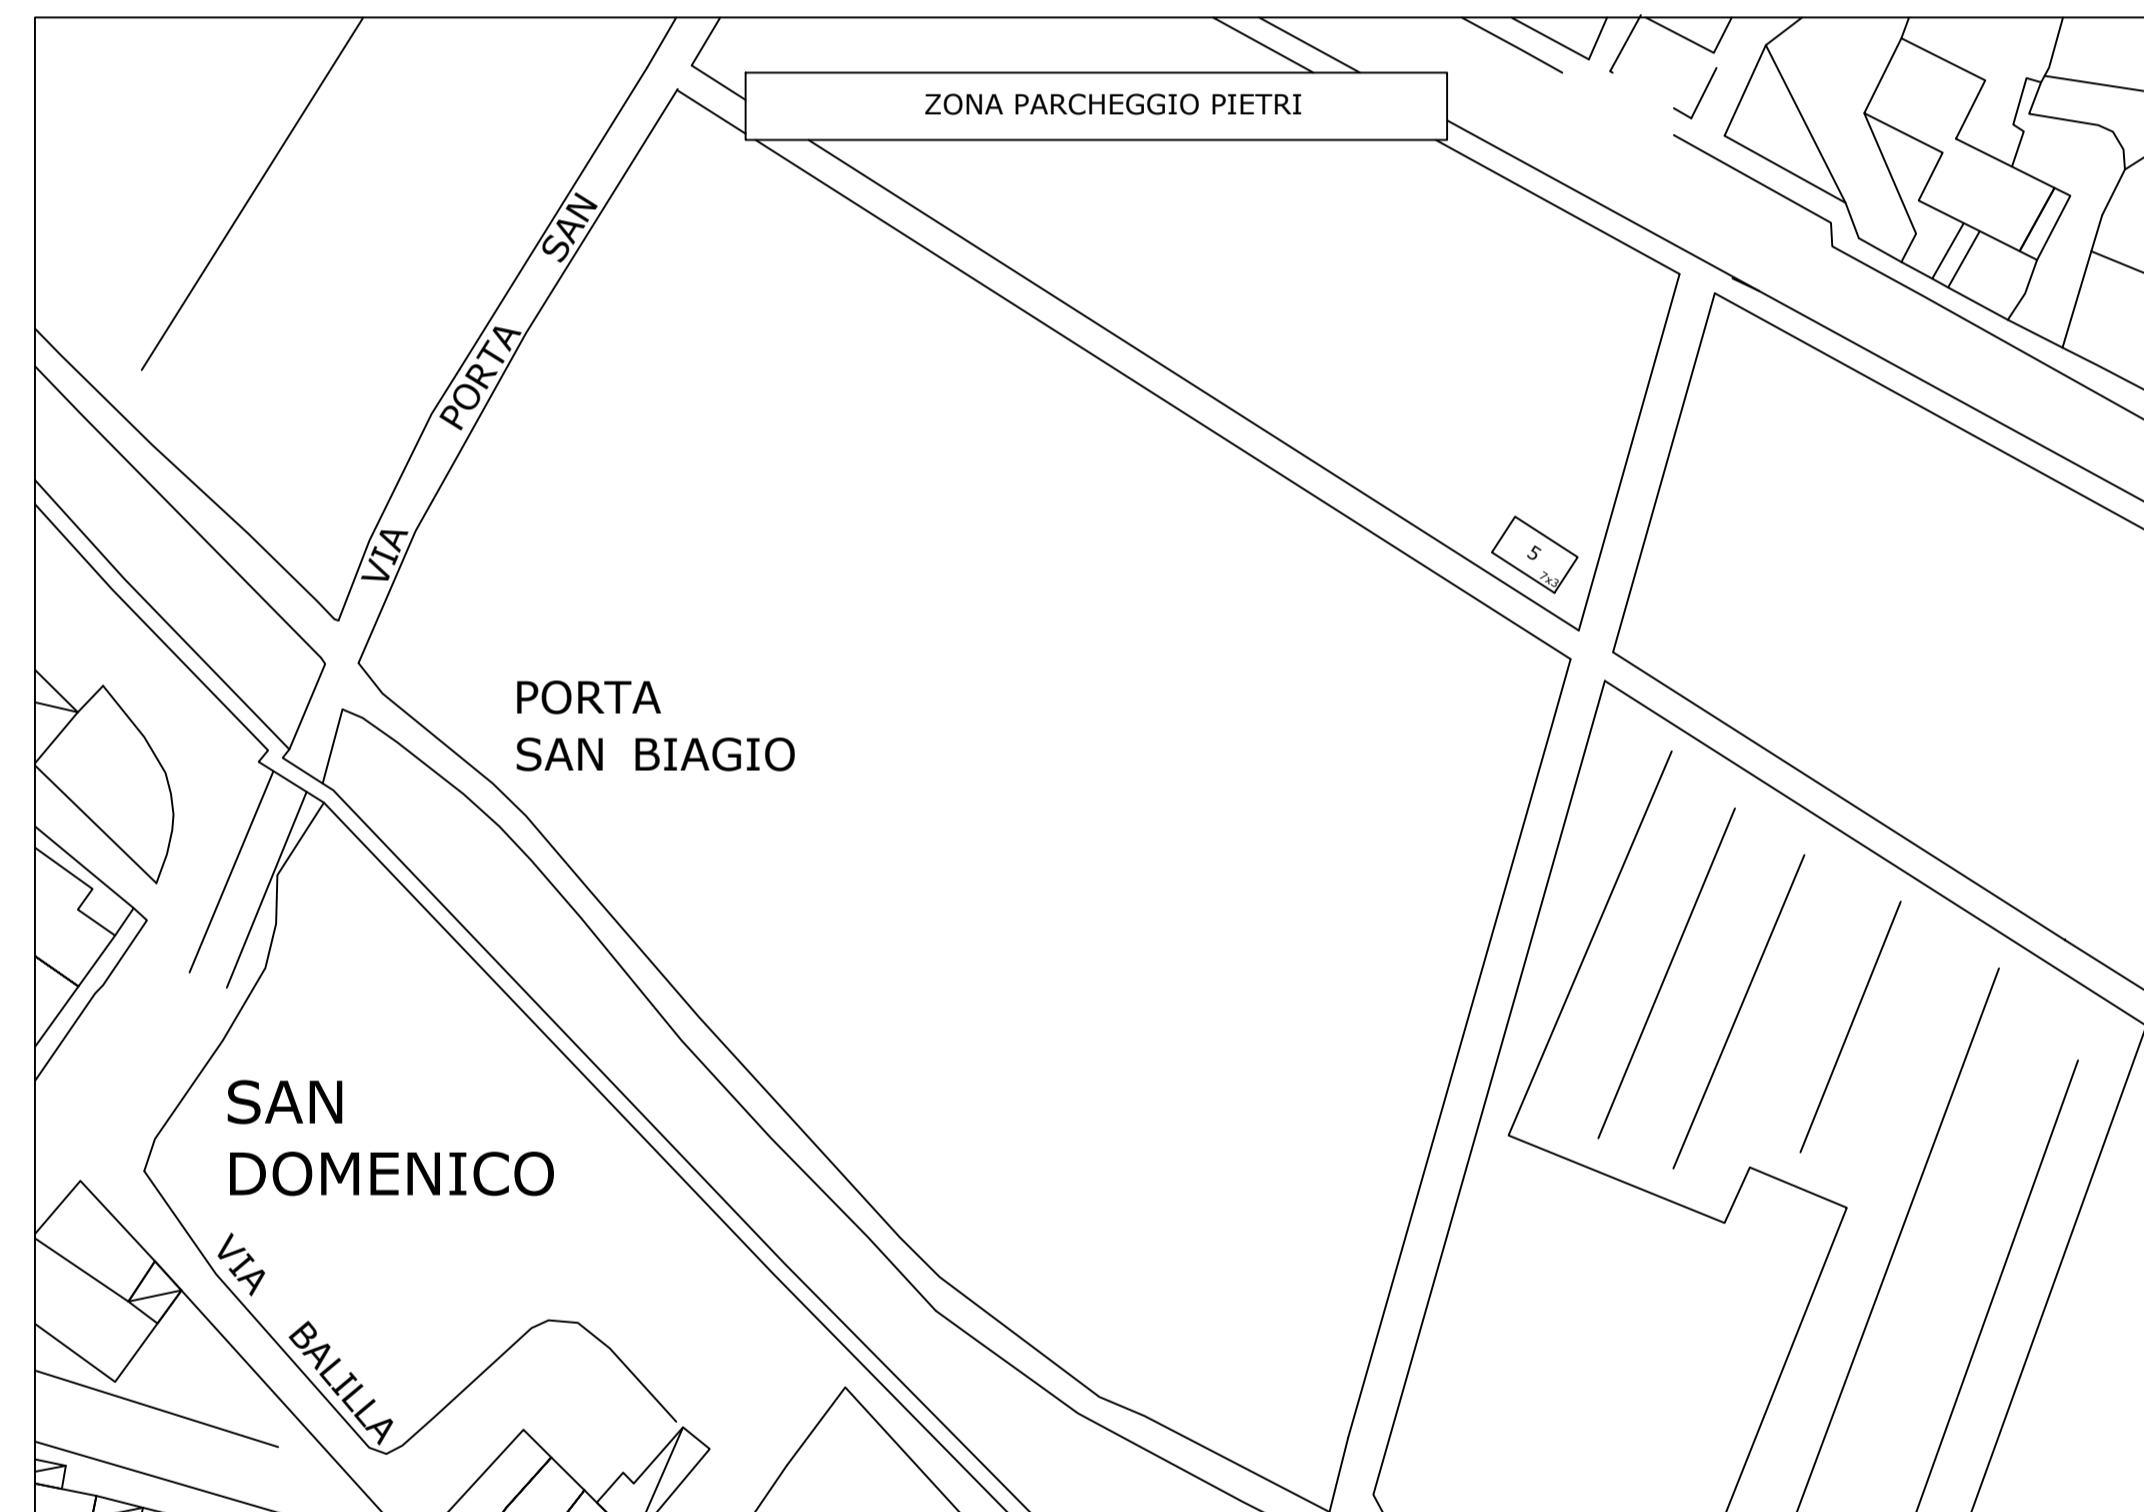 ZONA PARCHEGGIO PIETRI
VIA PORTA SAN
5
7x3
PORTA
SAN BIAGIO
SAN
DOMENICO
VIA BALILLA